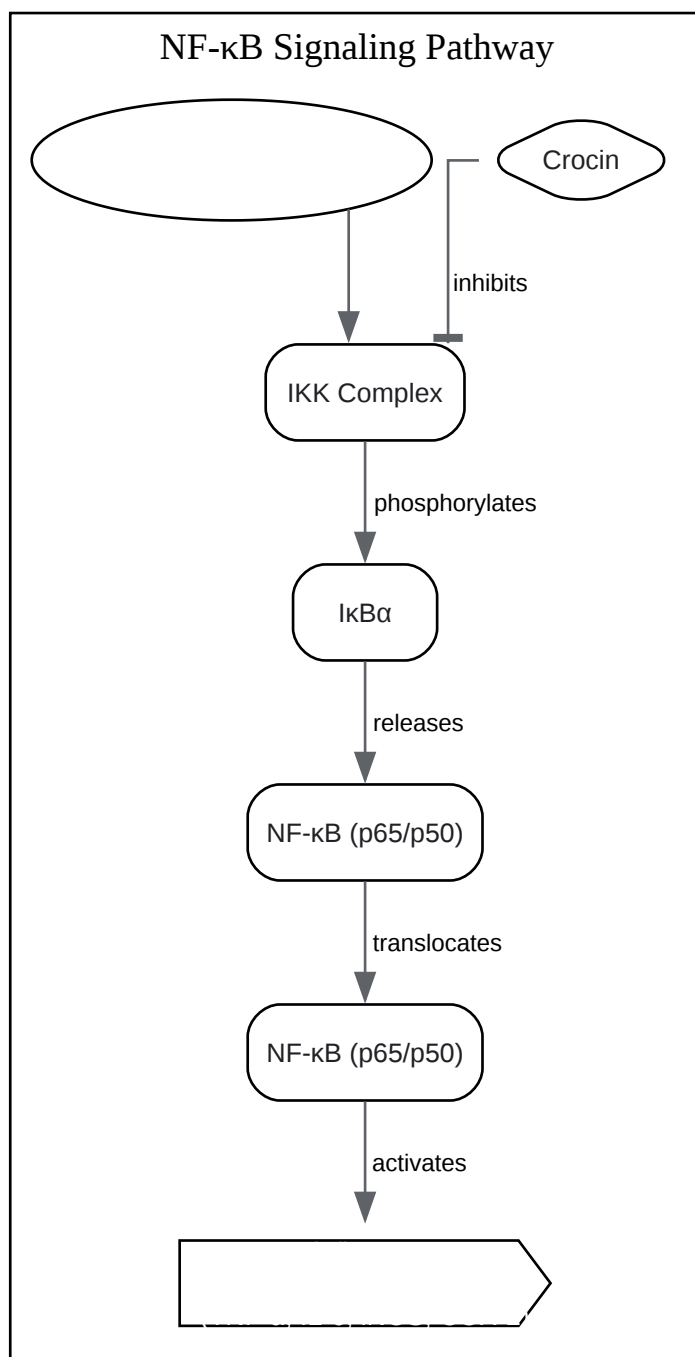 NF-κB Signaling Pathway
Crocin
inhibits
IKK Complex
phosphorylates
IκBα
releases
NF-κB (p65/p50)
translocates
NF-κB (p65/p50)
activates